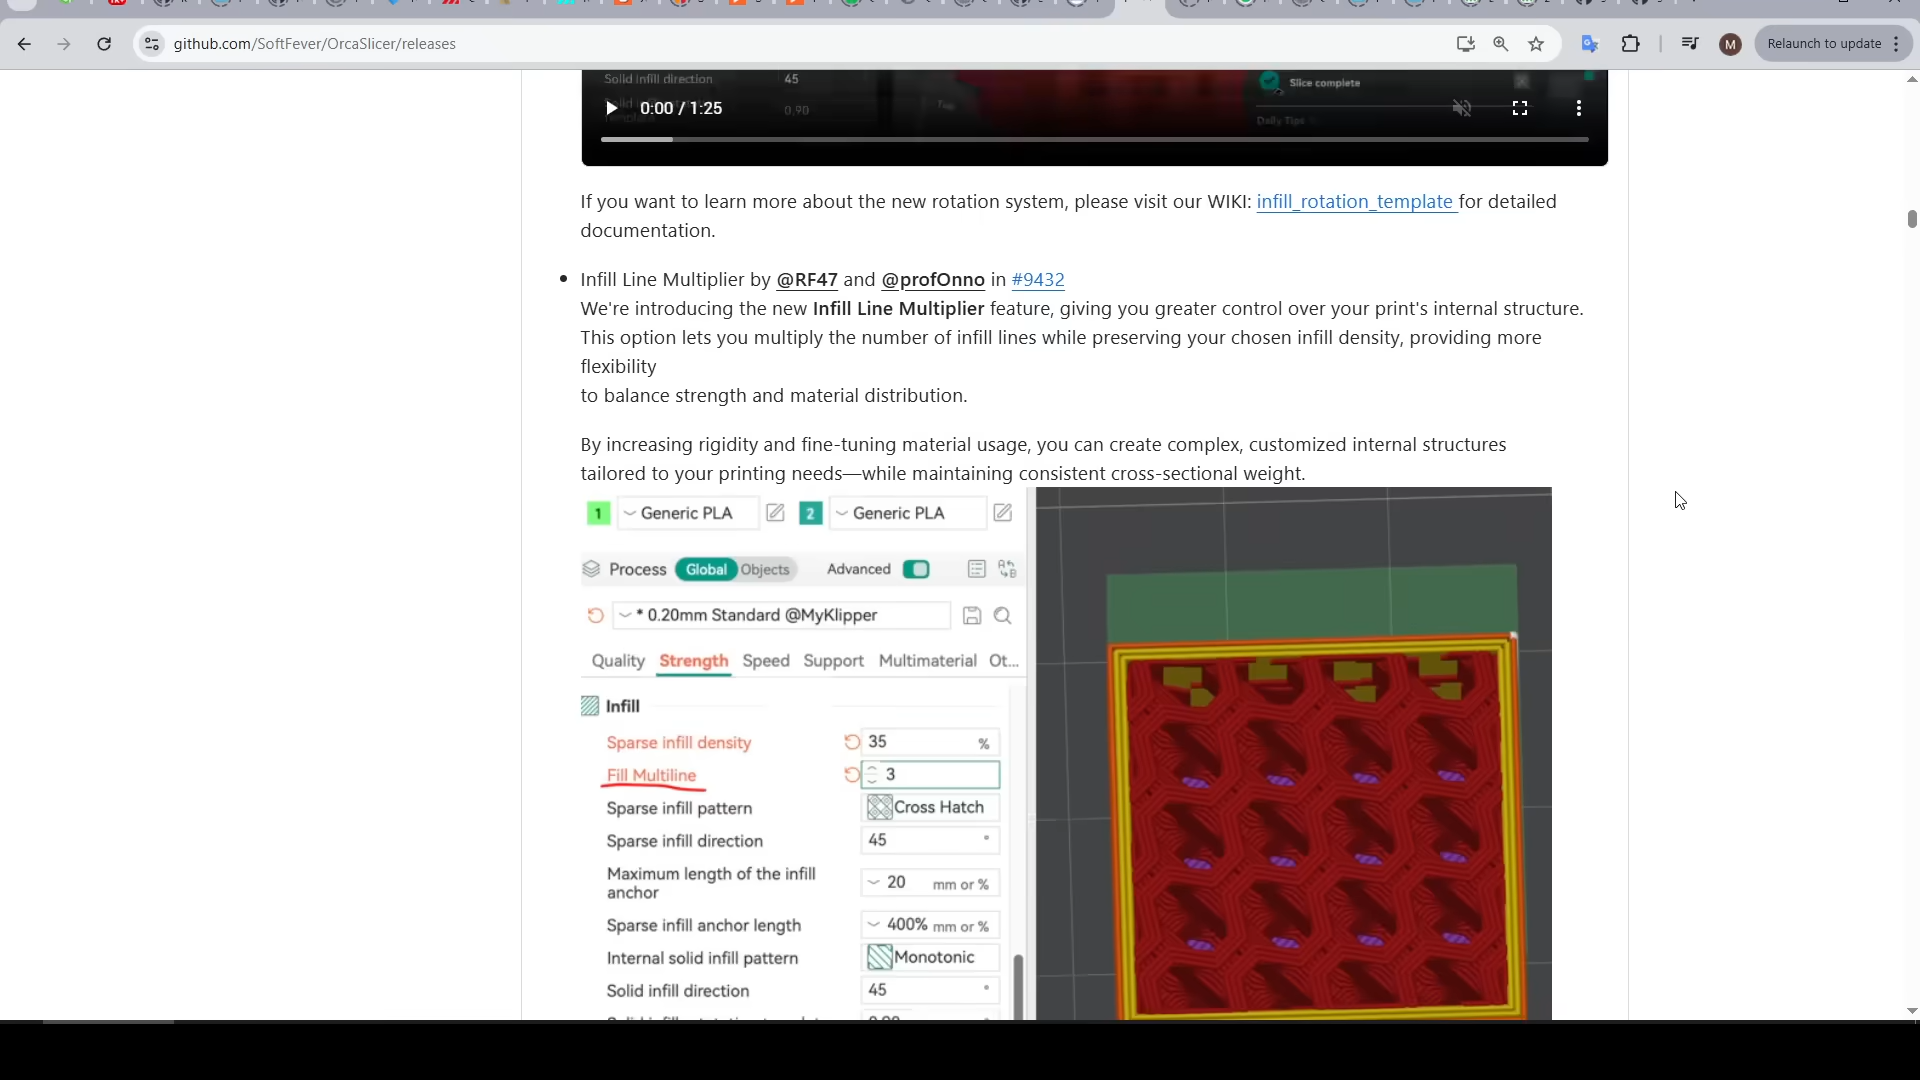 github.com/SoftFever/OrcaSlicer/releases
M
Relaunch to update
Solid infill direction 45
0.90
Slice complete
0:00 / 1:25
Daily Tips
If you want to learn more about the new rotation system, please visit our WIKI: infill_rotation_template for detailed
documentation.
• Infill Line Multiplier by @RF47 and @profOnno in #9432
We're introducing the new Infill Line Multiplier feature, giving you greater control over your print's internal structure.
This option lets you multiply the number of infill lines while preserving your chosen infill density, providing more
flexibility
to balance strength and material distribution.
By increasing rigidity and fine-tuning material usage, you can create complex, customized internal structures
tailored to your printing needs—while maintaining consistent cross-sectional weight.
1 Generic PLA 2 Generic PLA
Process Global Objects Advanced
* 0.20mm Standard @MyKlipper
Quality Strength Speed Support Multimaterial Ot...
Infill
Sparse infill density 35 %
Fill Multiline 3
Sparse infill pattern Cross Hatch
Sparse infill direction 45 °
Maximum length of the infill
anchor 20 mm or %
Sparse infill anchor length 400% mm or %
Internal solid infill pattern Monotonic
Solid infill direction 45 °